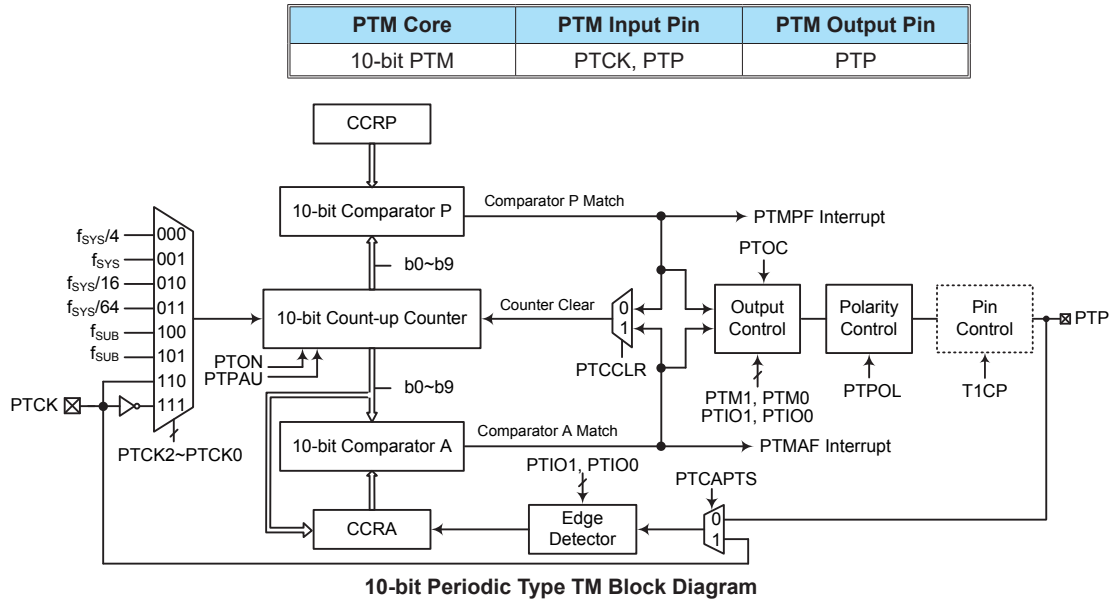 PTM Core PTM Input Pin PTM Output Pin
10-bit PTM PTCK, PTP PTP
CCRP
10-bit Comparator P
Comparator P Match
PTMPF Interrupt
b0~b9
PTOC
fSYS/4 000
fSYS 001
fSYS/16 010
fSYS/64 011
fSUB 100
fSUB 101
110
111
PTCK
PTCK2~PTCK0
10-bit Count-up Counter
Counter Clear
0
1
PTCCLR
Output Control
Polarity Control
Pin Control
PTP
PTON
PTPAU
b0~b9
PTM1, PTM0
PTIO1, PTIO0
PTPOL
T1CP
10-bit Comparator A
Comparator A Match
PTMAF Interrupt
PTIO1, PTIO0
PTCAPTS
CCRA
Edge Detector
0
1
10-bit Periodic Type TM Block Diagram